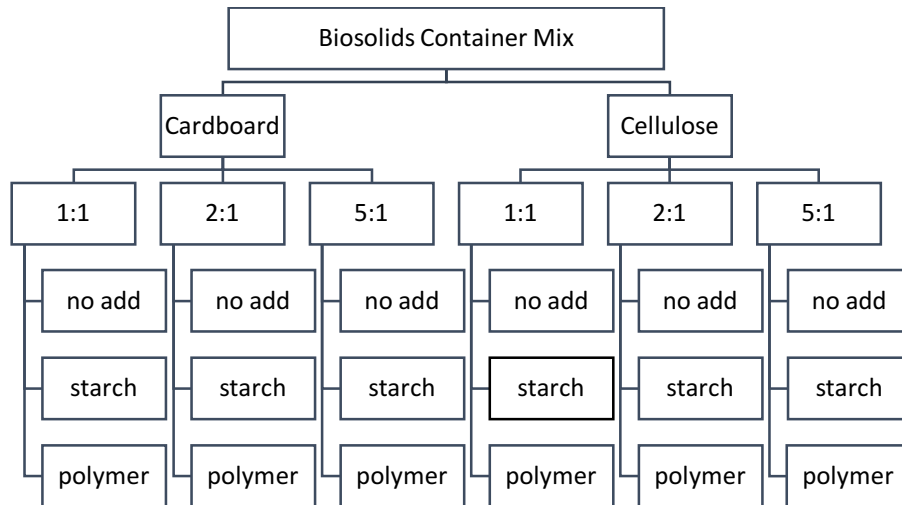 Biosolids Container Mix
Cardboard
Cellulose
1:1
2:1
5:1
1:1
2:1
5:1
no add
no add
no add
no add
no add
no add
starch
starch
starch
starch
starch
starch
polymer
polymer
polymer
polymer
polymer
polymer